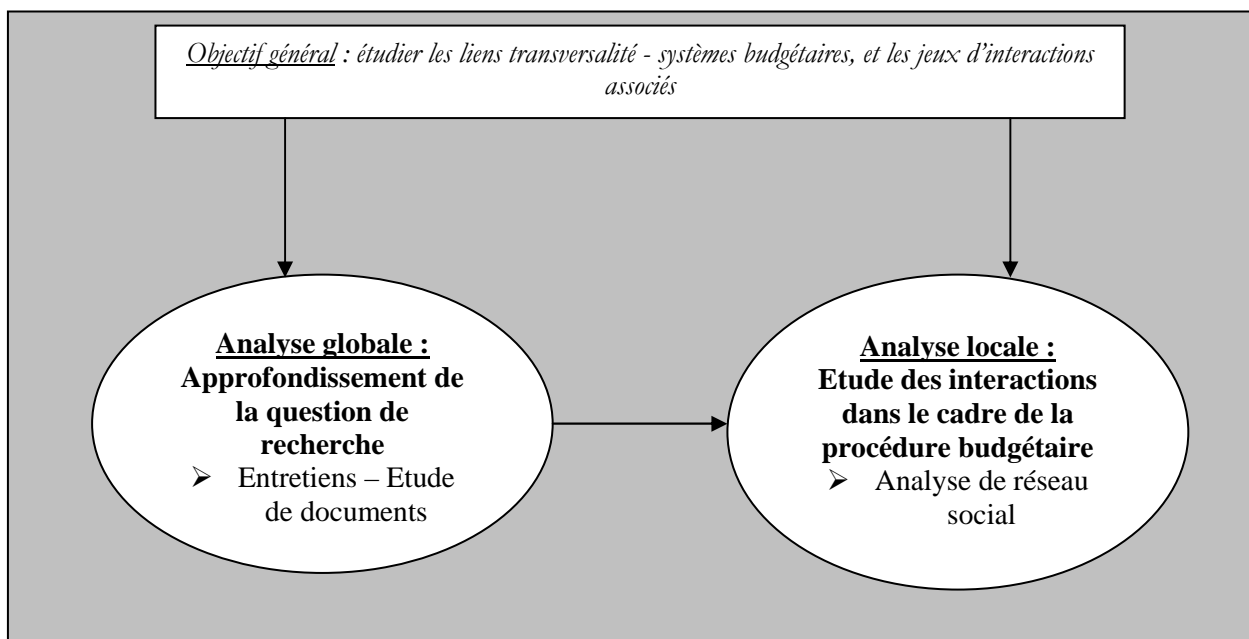 Objectif général : étudier les liens transversalité - systèmes budgétaires, et les jeux d’interactions
associés
Analyse globale :
Approfondissement de
la question de
recherche
➢ Entretiens – Etude
de documents
Analyse locale :
Etude des interactions
dans le cadre de la
procédure budgétaire
➢ Analyse de réseau
social